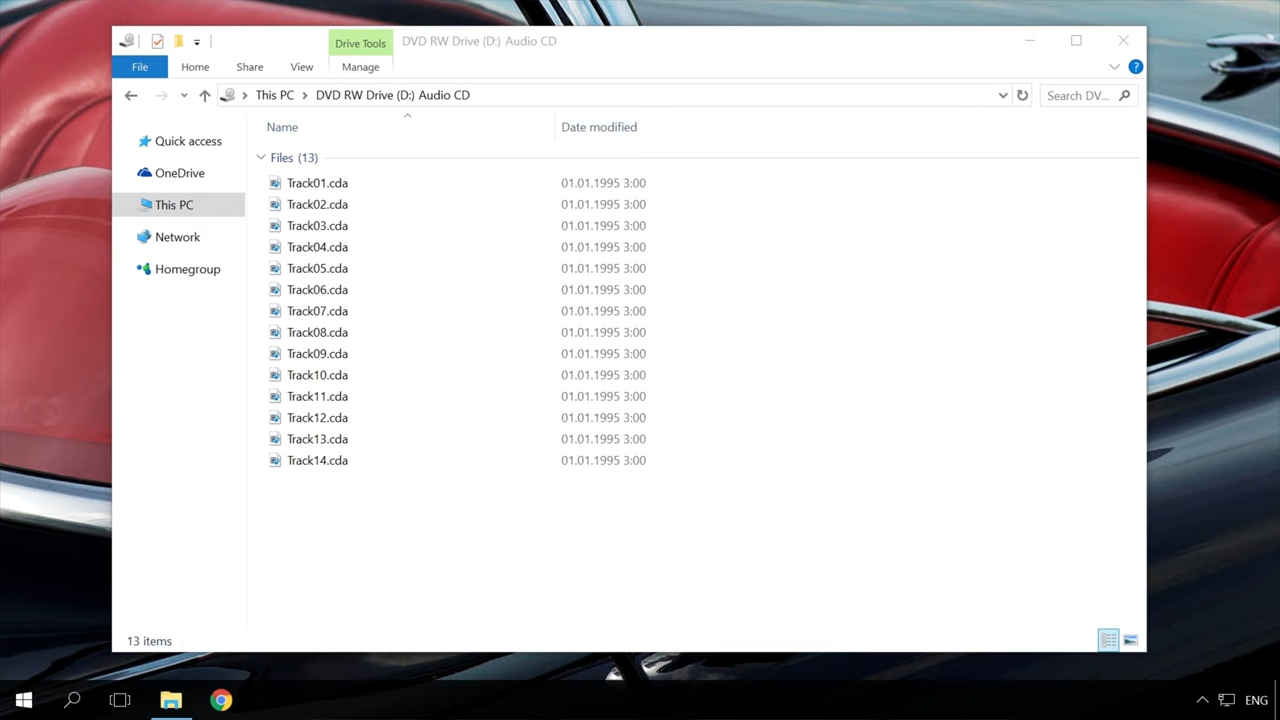 Drive Tools DVD RW Drive (D:) Audio CD
File Home Share View Manage ?
This PC DVD RW Drive (D:) Audio CD Search DV...
Quick access
OneDrive
This PC
Network
Homegroup
Name Date modified
Files (13)
Track01.cda 01.01.1995 3:00
Track02.cda 01.01.1995 3:00
Track03.cda 01.01.1995 3:00
Track04.cda 01.01.1995 3:00
Track05.cda 01.01.1995 3:00
Track06.cda 01.01.1995 3:00
Track07.cda 01.01.1995 3:00
Track08.cda 01.01.1995 3:00
Track09.cda 01.01.1995 3:00
Track10.cda 01.01.1995 3:00
Track11.cda 01.01.1995 3:00
Track12.cda 01.01.1995 3:00
Track13.cda 01.01.1995 3:00
Track14.cda 01.01.1995 3:00
13 items
ENG